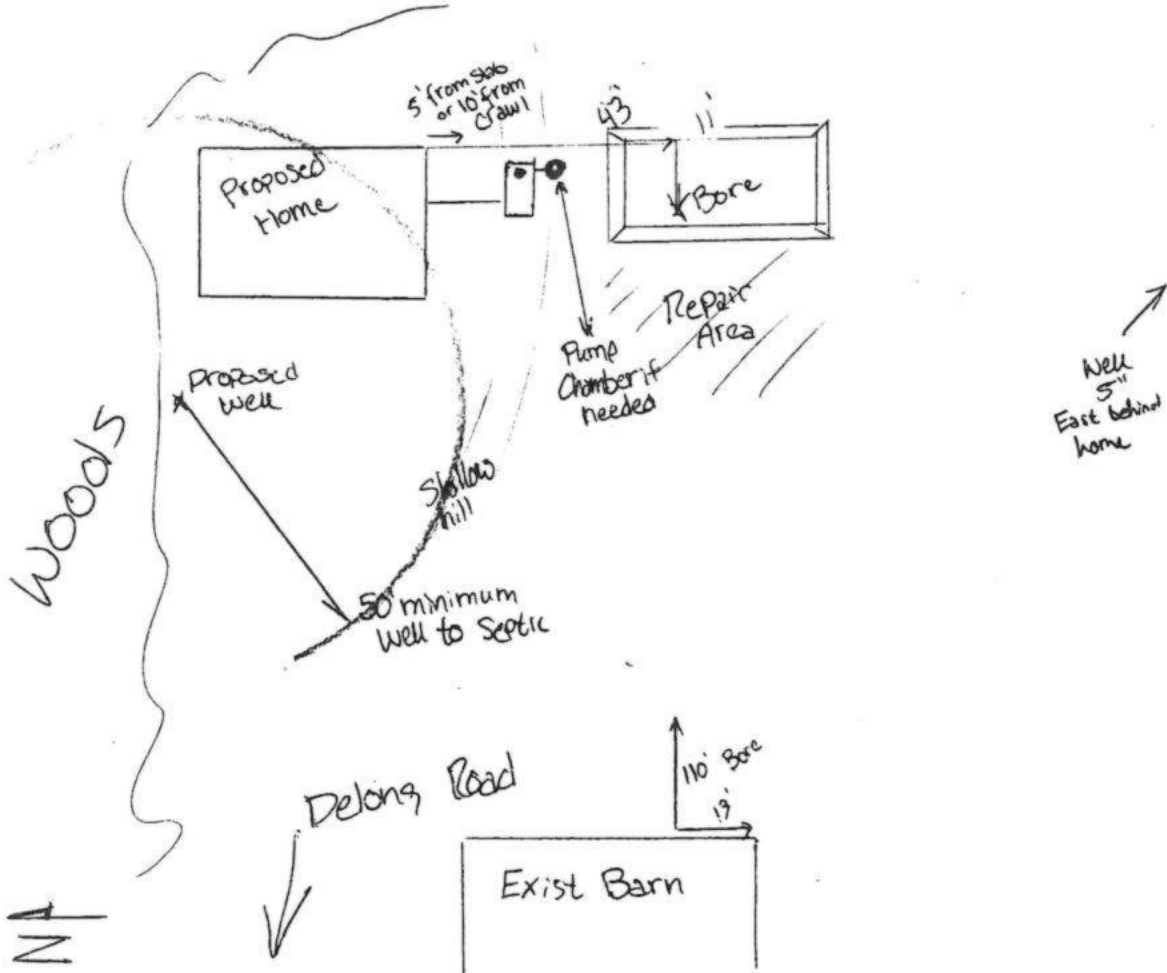 5' from Slab
or 10' from
Crawl
43'
11'
Proposed
Home
Bore
Repair
Area
Pump
Chamber if
needed
Well
5"
East behind
home
Proposed
Well
Woods
Shallow
hill
50' minimum
Well to Septic
Delong Road
110' Bore
13'
Exist Barn
N